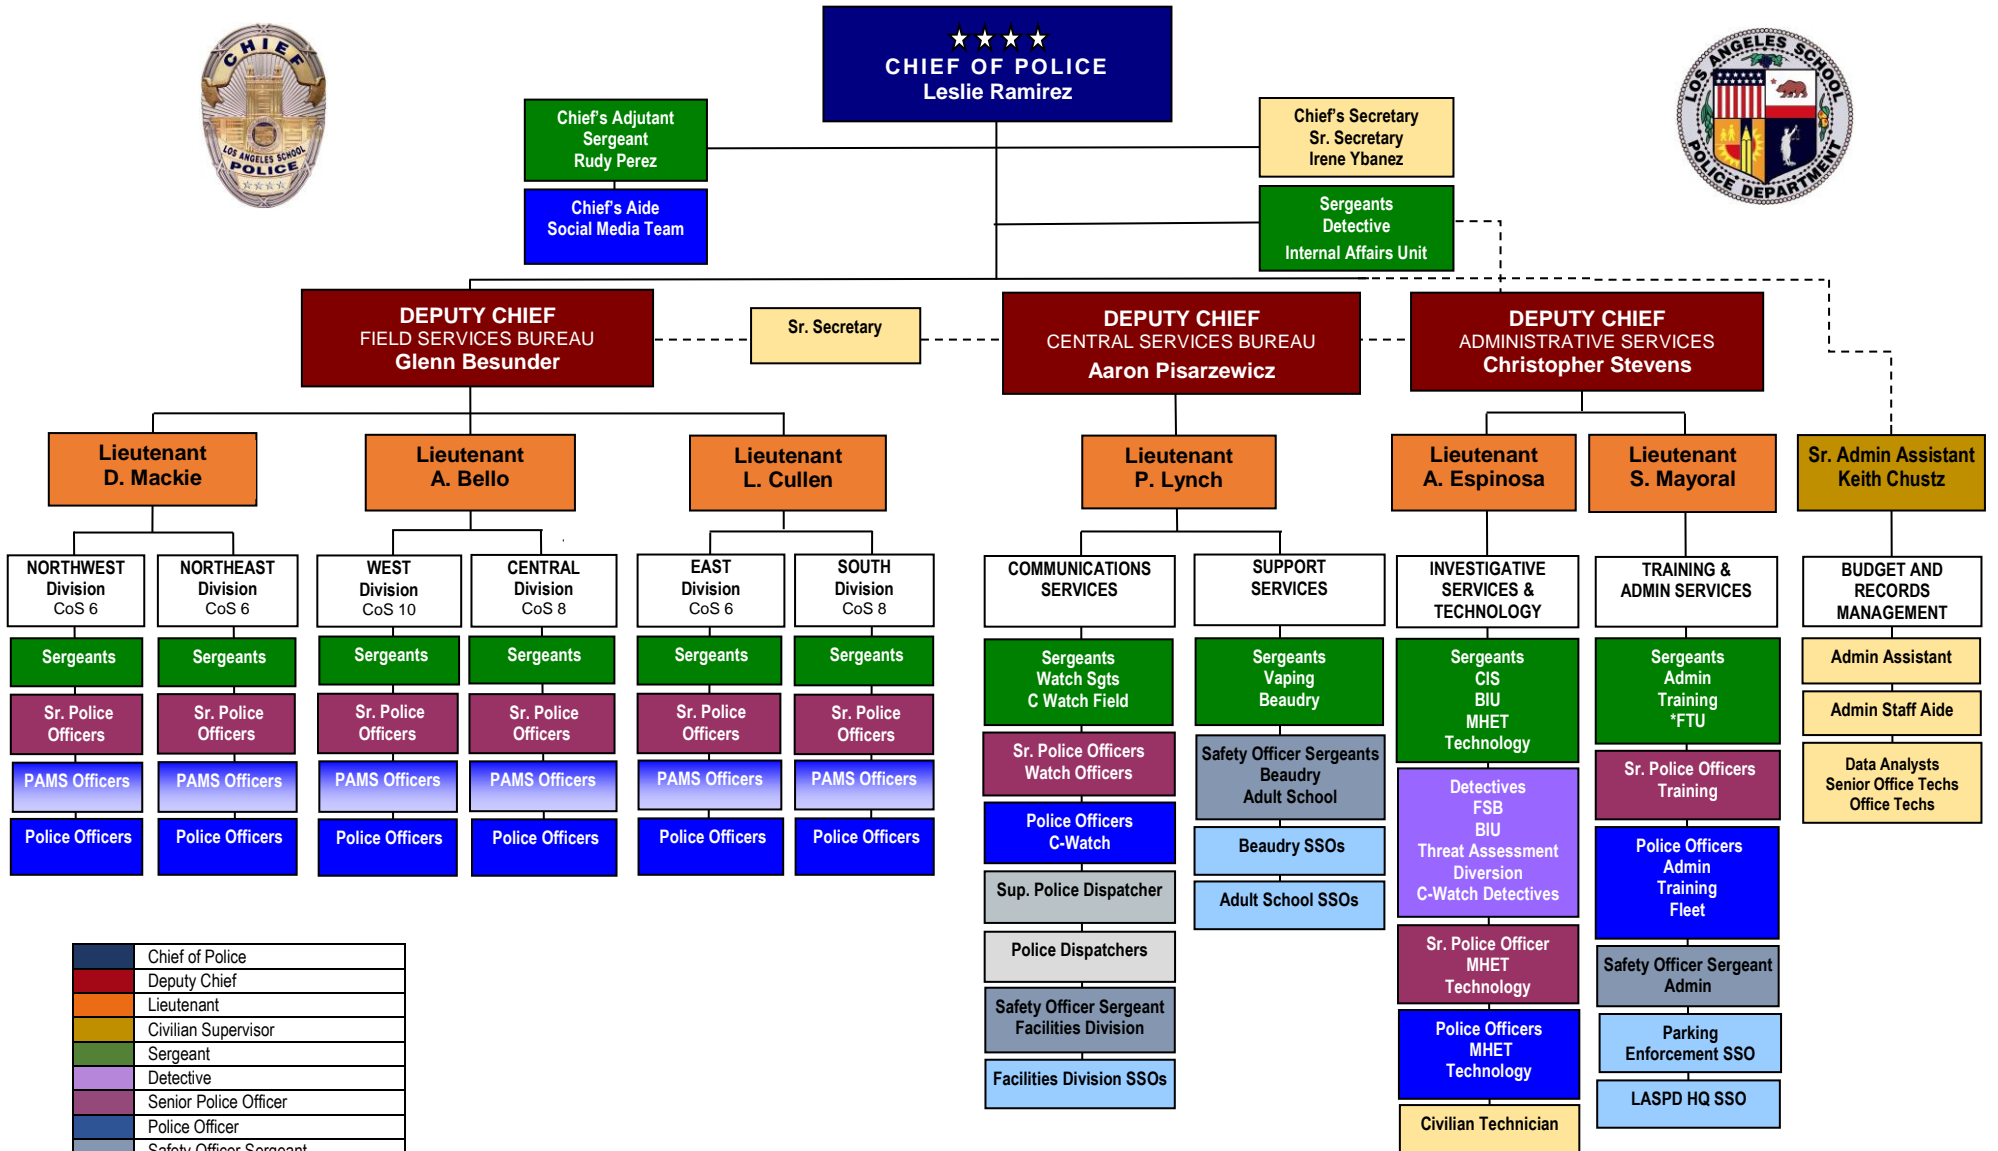 CHIEF
LOS ANGELES SCHOOL
POLICE
CHIEF OF POLICE
Leslie Ramirez
LOS ANGELES SCHOOL
POLICE DEPARTMENT
Chief's Adjutant
Sergeant
Rudy Perez
Chief's Secretary
Sr. Secretary
Irene Ybanez
Chief's Aide
Social Media Team
Sergeants
Detective
Internal Affairs Unit
DEPUTY CHIEF
FIELD SERVICES BUREAU
Glenn Besunder
Sr. Secretary
DEPUTY CHIEF
CENTRAL SERVICES BUREAU
Aaron Pisarzewicz
DEPUTY CHIEF
ADMINISTRATIVE SERVICES
Christopher Stevens
Lieutenant
D. Mackie
Lieutenant
A. Bello
Lieutenant
L. Cullen
Lieutenant
P. Lynch
Lieutenant
A. Espinosa
Lieutenant
S. Mayoral
Sr. Admin Assistant
Keith Chustz
NORTHWEST
Division
CoS 6
Sergeants
Sr. Police
Officers
PAMS Officers
Police Officers
NORTHEAST
Division
CoS 6
Sergeants
Sr. Police
Officers
PAMS Officers
Police Officers
WEST
Division
CoS 10
Sergeants
Sr. Police
Officers
PAMS Officers
Police Officers
CENTRAL
Division
CoS 8
Sergeants
Sr. Police
Officers
PAMS Officers
Police Officers
EAST
Division
CoS 6
Sergeants
Sr. Police
Officers
PAMS Officers
Police Officers
SOUTH
Division
CoS 8
Sergeants
Sr. Police
Officers
PAMS Officers
Police Officers
COMMUNICATIONS
SERVICES
Sergeants
Watch Sgts
C Watch Field
Sr. Police Officers
Watch Officers
Police Officers
C-Watch
Sup. Police Dispatcher
Police Dispatchers
Safety Officer Sergeant
Facilities Division
Facilities Division SSOs
SUPPORT
SERVICES
Sergeants
Vaping
Beaudry
Safety Officer Sergeants
Beaudry
Adult School
Beaudry SSOs
Adult School SSOs
INVESTIGATIVE
SERVICES &
TECHNOLOGY
Sergeants
CIS
BIU
MHET
Technology
Detectives
FSB
BIU
Threat Assessment
Diversion
C-Watch Detectives
Sr. Police Officer
MHET
Technology
Police Officers
MHET
Technology
Civilian Technician
TRAINING &
ADMIN SERVICES
Sergeants
Admin
Training
*FTU
Sr. Police Officers
Training
Police Officers
Admin
Training
Fleet
Safety Officer Sergeant
Admin
Parking
Enforcement SSO
LASPD HQ SSO
BUDGET AND
RECORDS
MANAGEMENT
Admin Assistant
Admin Staff Aide
Data Analysts
Senior Office Techs
Office Techs
Chief of Police
Deputy Chief
Lieutenant
Civilian Supervisor
Sergeant
Detective
Senior Police Officer
Police Officer
Safety Officer Sergeant